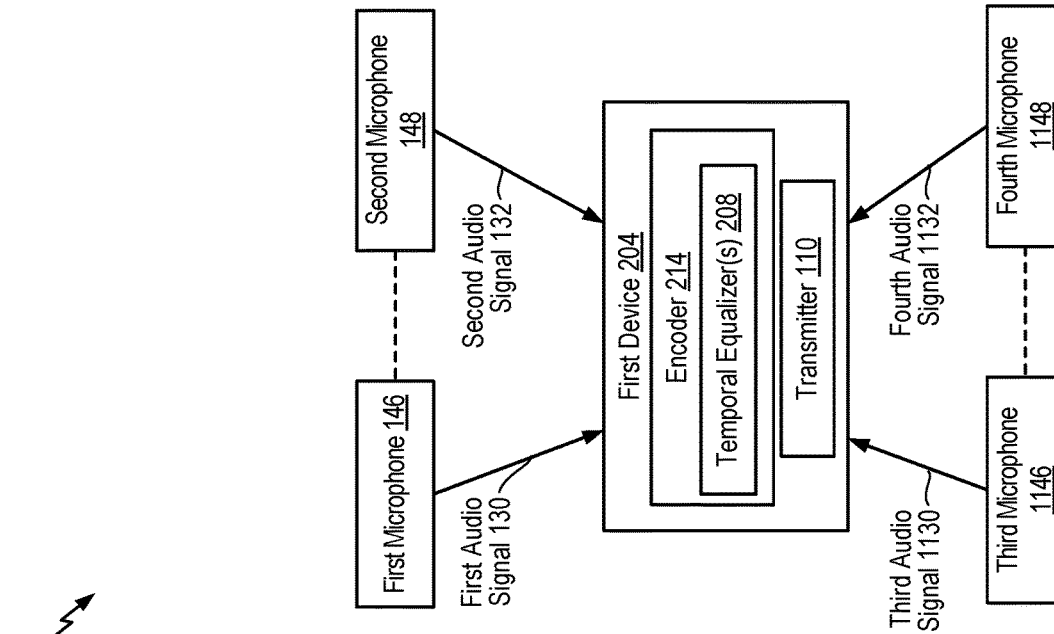 First Microphone 146
Second Microphone
148
First Audio
Signal 130
Second Audio
Signal 132
First Device 204
Encoder 214
Temporal Equalizer(s) 208
Transmitter 110
Third Audio
Signal 1130
Fourth Audio
Signal 1132
Third Microphone
1146
Fourth Microphone
1148